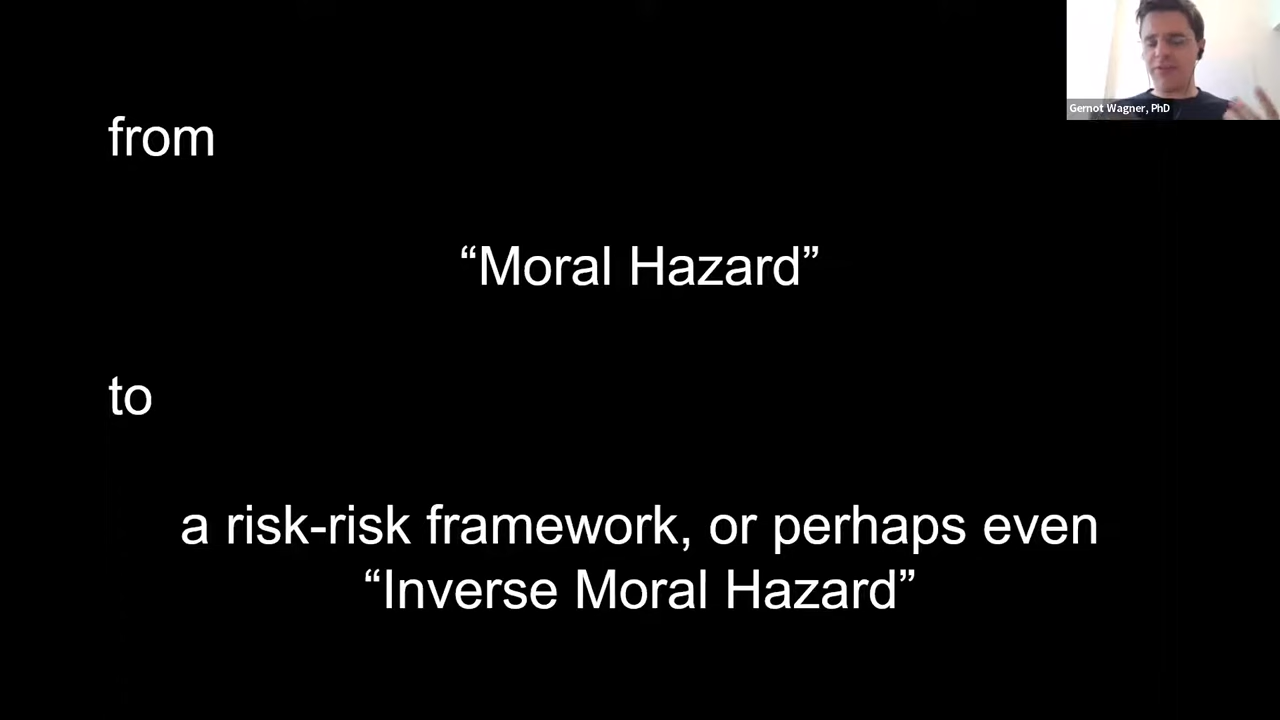 Gernot Wagner, PhD
from
“Moral Hazard”
to
a risk-risk framework, or perhaps even
“Inverse Moral Hazard”